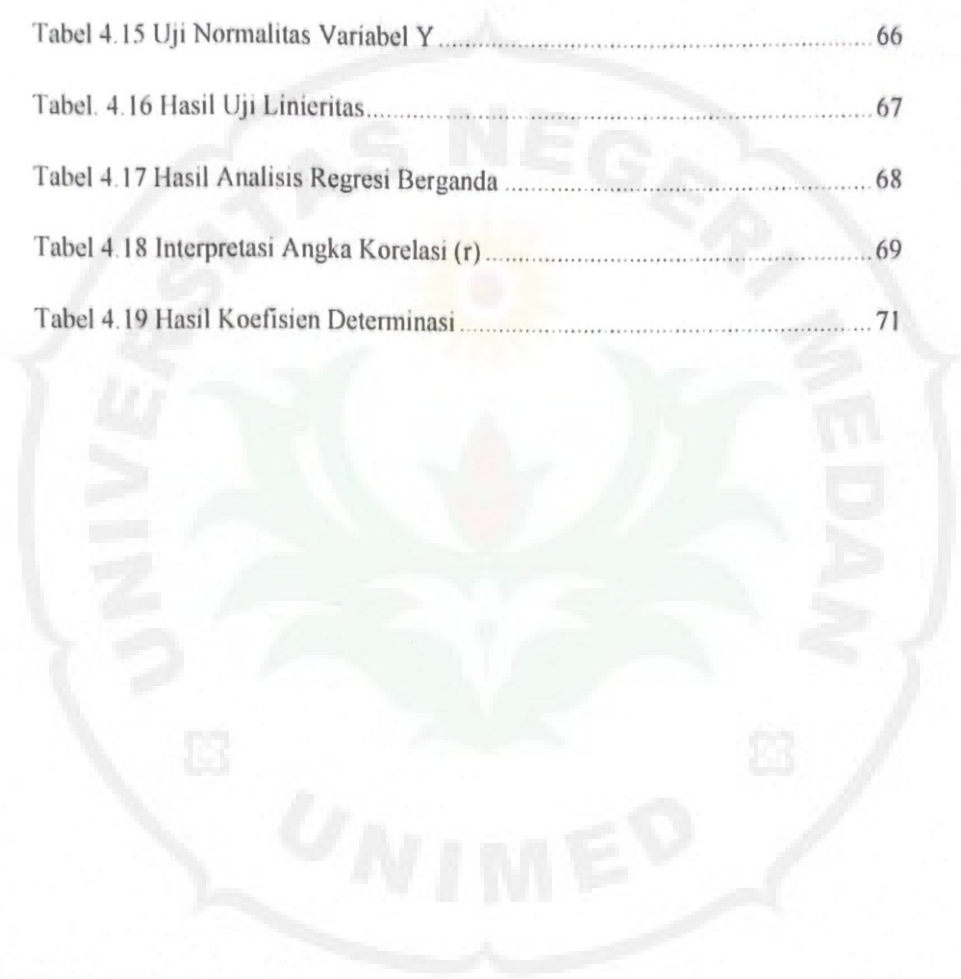 Tabel 4.15 Uji Normalitas Variabel Y ........................................ 66
Tabel. 4.16 Hasil Uji Linieritas ........................................ 67
Tabel 4.17 Hasil Analisis Regresi Berganda ........................................ 68
Tabel 4.18 Interpretasi Angka Korelasi (r) ........................................ 69
Tabel 4.19 Hasil Koefisien Determinasi ........................................ 71
UNIVERSITAS NEGERI MEDAN
UNIMED